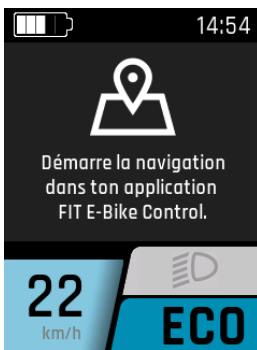 14:54
Démarre la navigation
dans ton application
FIT E-Bike Control.
22
km/h
ECO